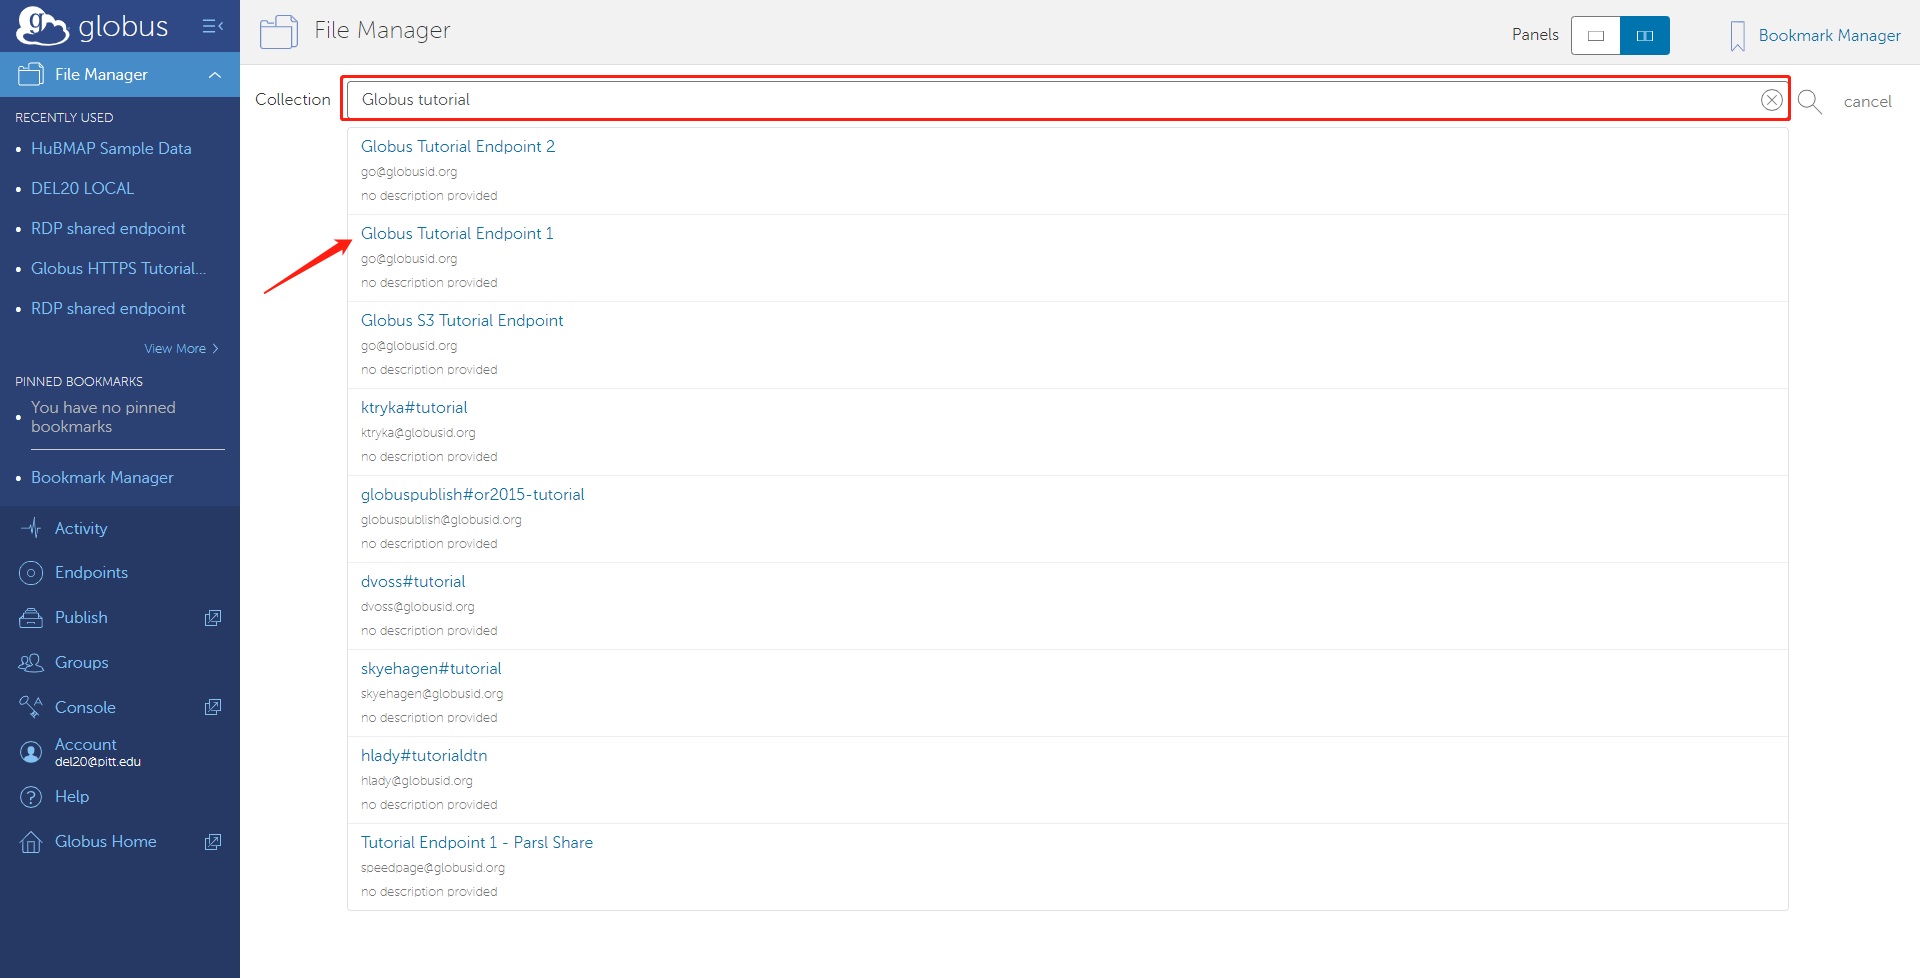 globus
File Manager
RECENTLY USED
HuBMAP Sample Data
DEL20 LOCAL
RDP shared endpoint
Globus HTTPS Tutorial...
RDP shared endpoint
View More
PINNED BOOKMARKS
You have no pinned
bookmarks
Bookmark Manager
Activity
Endpoints
Publish
Groups
Console
Account
del20@pitt.edu
Help
Globus Home
File Manager
Panels
Bookmark Manager
Collection
Globus tutorial
cancel
Globus Tutorial Endpoint 2
go@globusid.org
no description provided
Globus Tutorial Endpoint 1
go@globusid.org
no description provided
Globus S3 Tutorial Endpoint
go@globusid.org
no description provided
ktryka#tutorial
ktryka@globusid.org
no description provided
globuspublish#or2015-tutorial
globuspublish@globusid.org
no description provided
dvoss#tutorial
dvoss@globusid.org
no description provided
skyehagen#tutorial
skyehagen@globusid.org
no description provided
hlady#tutorialdtn
hlady@globusid.org
no description provided
Tutorial Endpoint 1 - Parsl Share
speedpage@globusid.org
no description provided